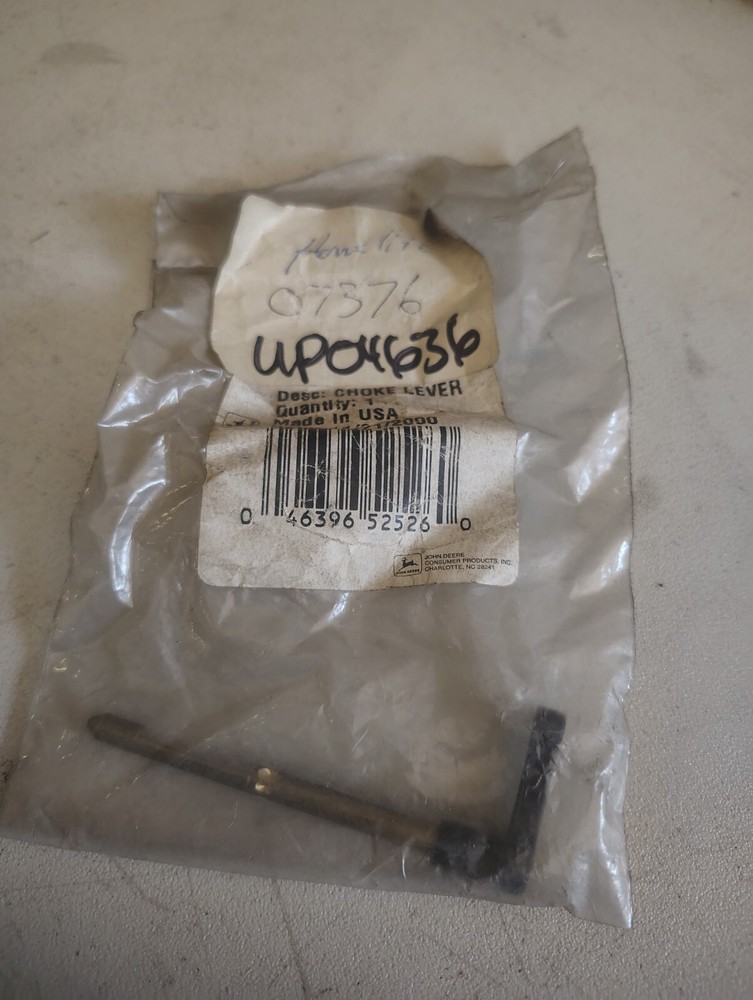 Homelite
07376
UP04636
Desc: CHOKE LEVER
Quantity: 1
Made In USA
0 46396 52526 0
JOHN DEERE
CONSUMER PRODUCTS, INC.
CHARLOTTE, NC 28241